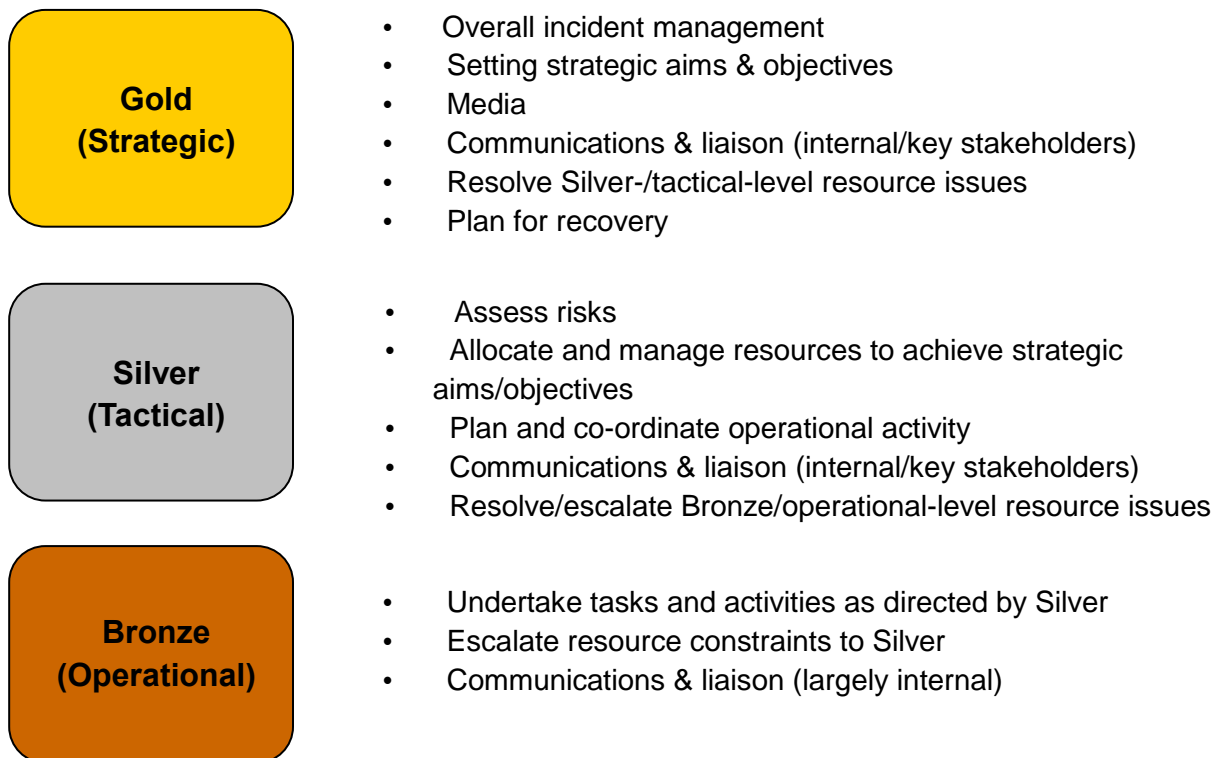 Gold
(Strategic)
• Overall incident management
• Setting strategic aims & objectives
• Media
• Communications & liaison (internal/key stakeholders)
• Resolve Silver-/tactical-level resource issues
• Plan for recovery
Silver
(Tactical)
• Assess risks
• Allocate and manage resources to achieve strategic
aims/objectives
• Plan and co-ordinate operational activity
• Communications & liaison (internal/key stakeholders)
• Resolve/escalate Bronze/operational-level resource issues
Bronze
(Operational)
• Undertake tasks and activities as directed by Silver
• Escalate resource constraints to Silver
• Communications & liaison (largely internal)